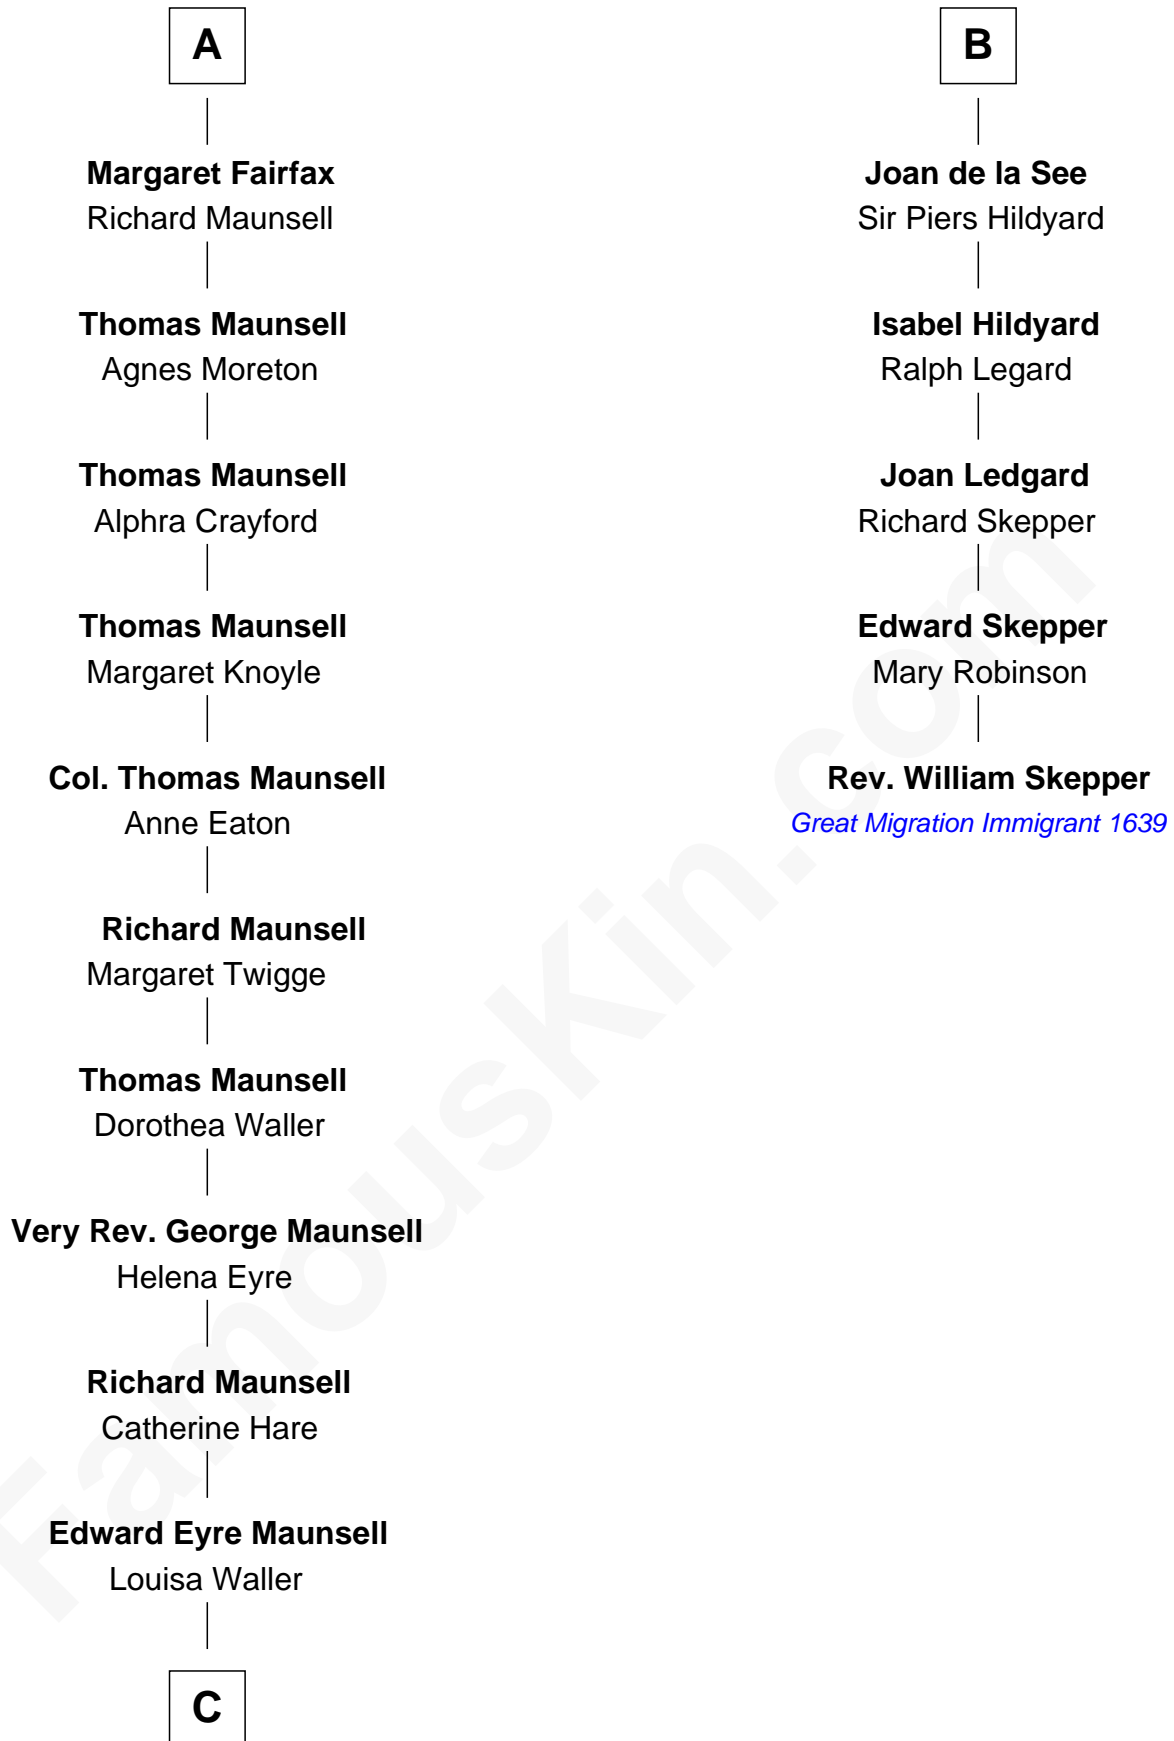 A
Margaret Fairfax
Richard Maunsell
Thomas Maunsell
Agnes Moreton
Thomas Maunsell
Alphra Crayford
Thomas Maunsell
Margaret Knoyle
Col. Thomas Maunsell
Anne Eaton
Richard Maunsell
Margaret Twigge
Thomas Maunsell
Dorothea Waller
Very Rev. George Maunsell
Helena Eyre
Richard Maunsell
Catherine Hare
Edward Eyre Maunsell
Louisa Waller
C
B
Joan de la See
Sir Piers Hildyard
Isabel Hildyard
Ralph Legard
Joan Ledgard
Richard Skepper
Edward Skepper
Mary Robinson
Rev. William Skepper
Great Migration Immigrant 1639
FamousKin.com